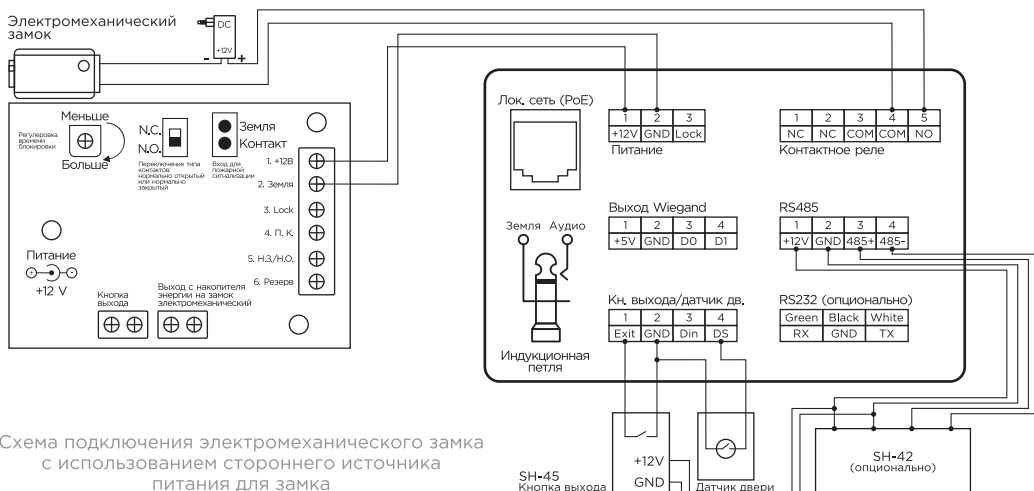 Электромеханический
замок
DC
+12V
- +
Меньше
Регулеровка
времени
блокировки
Больше
N.C.
N.O.
Переключение типа
контактов:
нормально открытый
или нормально
закрытый
Земля
Контакт
Вход для
пожарной
сигнализации
1. +12В
2. Земля
3. Lock
4. П. К.
5. Н.З./Н.О.
6. Резерв
Питание
+12 V
Кнопка
выхода
Выход с накопителя
энергии на замок
электромеханический
Лок. сеть (PoE)
1 2 3
+12V GND Lock
Питание
1 2 3 4 5
NC NC COM COM NO
Контактное реле
Выход Wiegand
1 2 3 4
+5V GND D0 D1
RS485
1 2 3 4
+12V GND 485+ 485-
Земля Аудио
Индукционная
петля
Кн. выхода/датчик дв.
1 2 3 4
Exit GND Din DS
RS232 (опционально)
Green Black White
RX GND TX
Схема подключения электромеханического замка
с использованием стороннего источника
питания для замка
+12V
GND
SH-45
Кнопка выхода
Датчик двери
SH-42
(опционально)